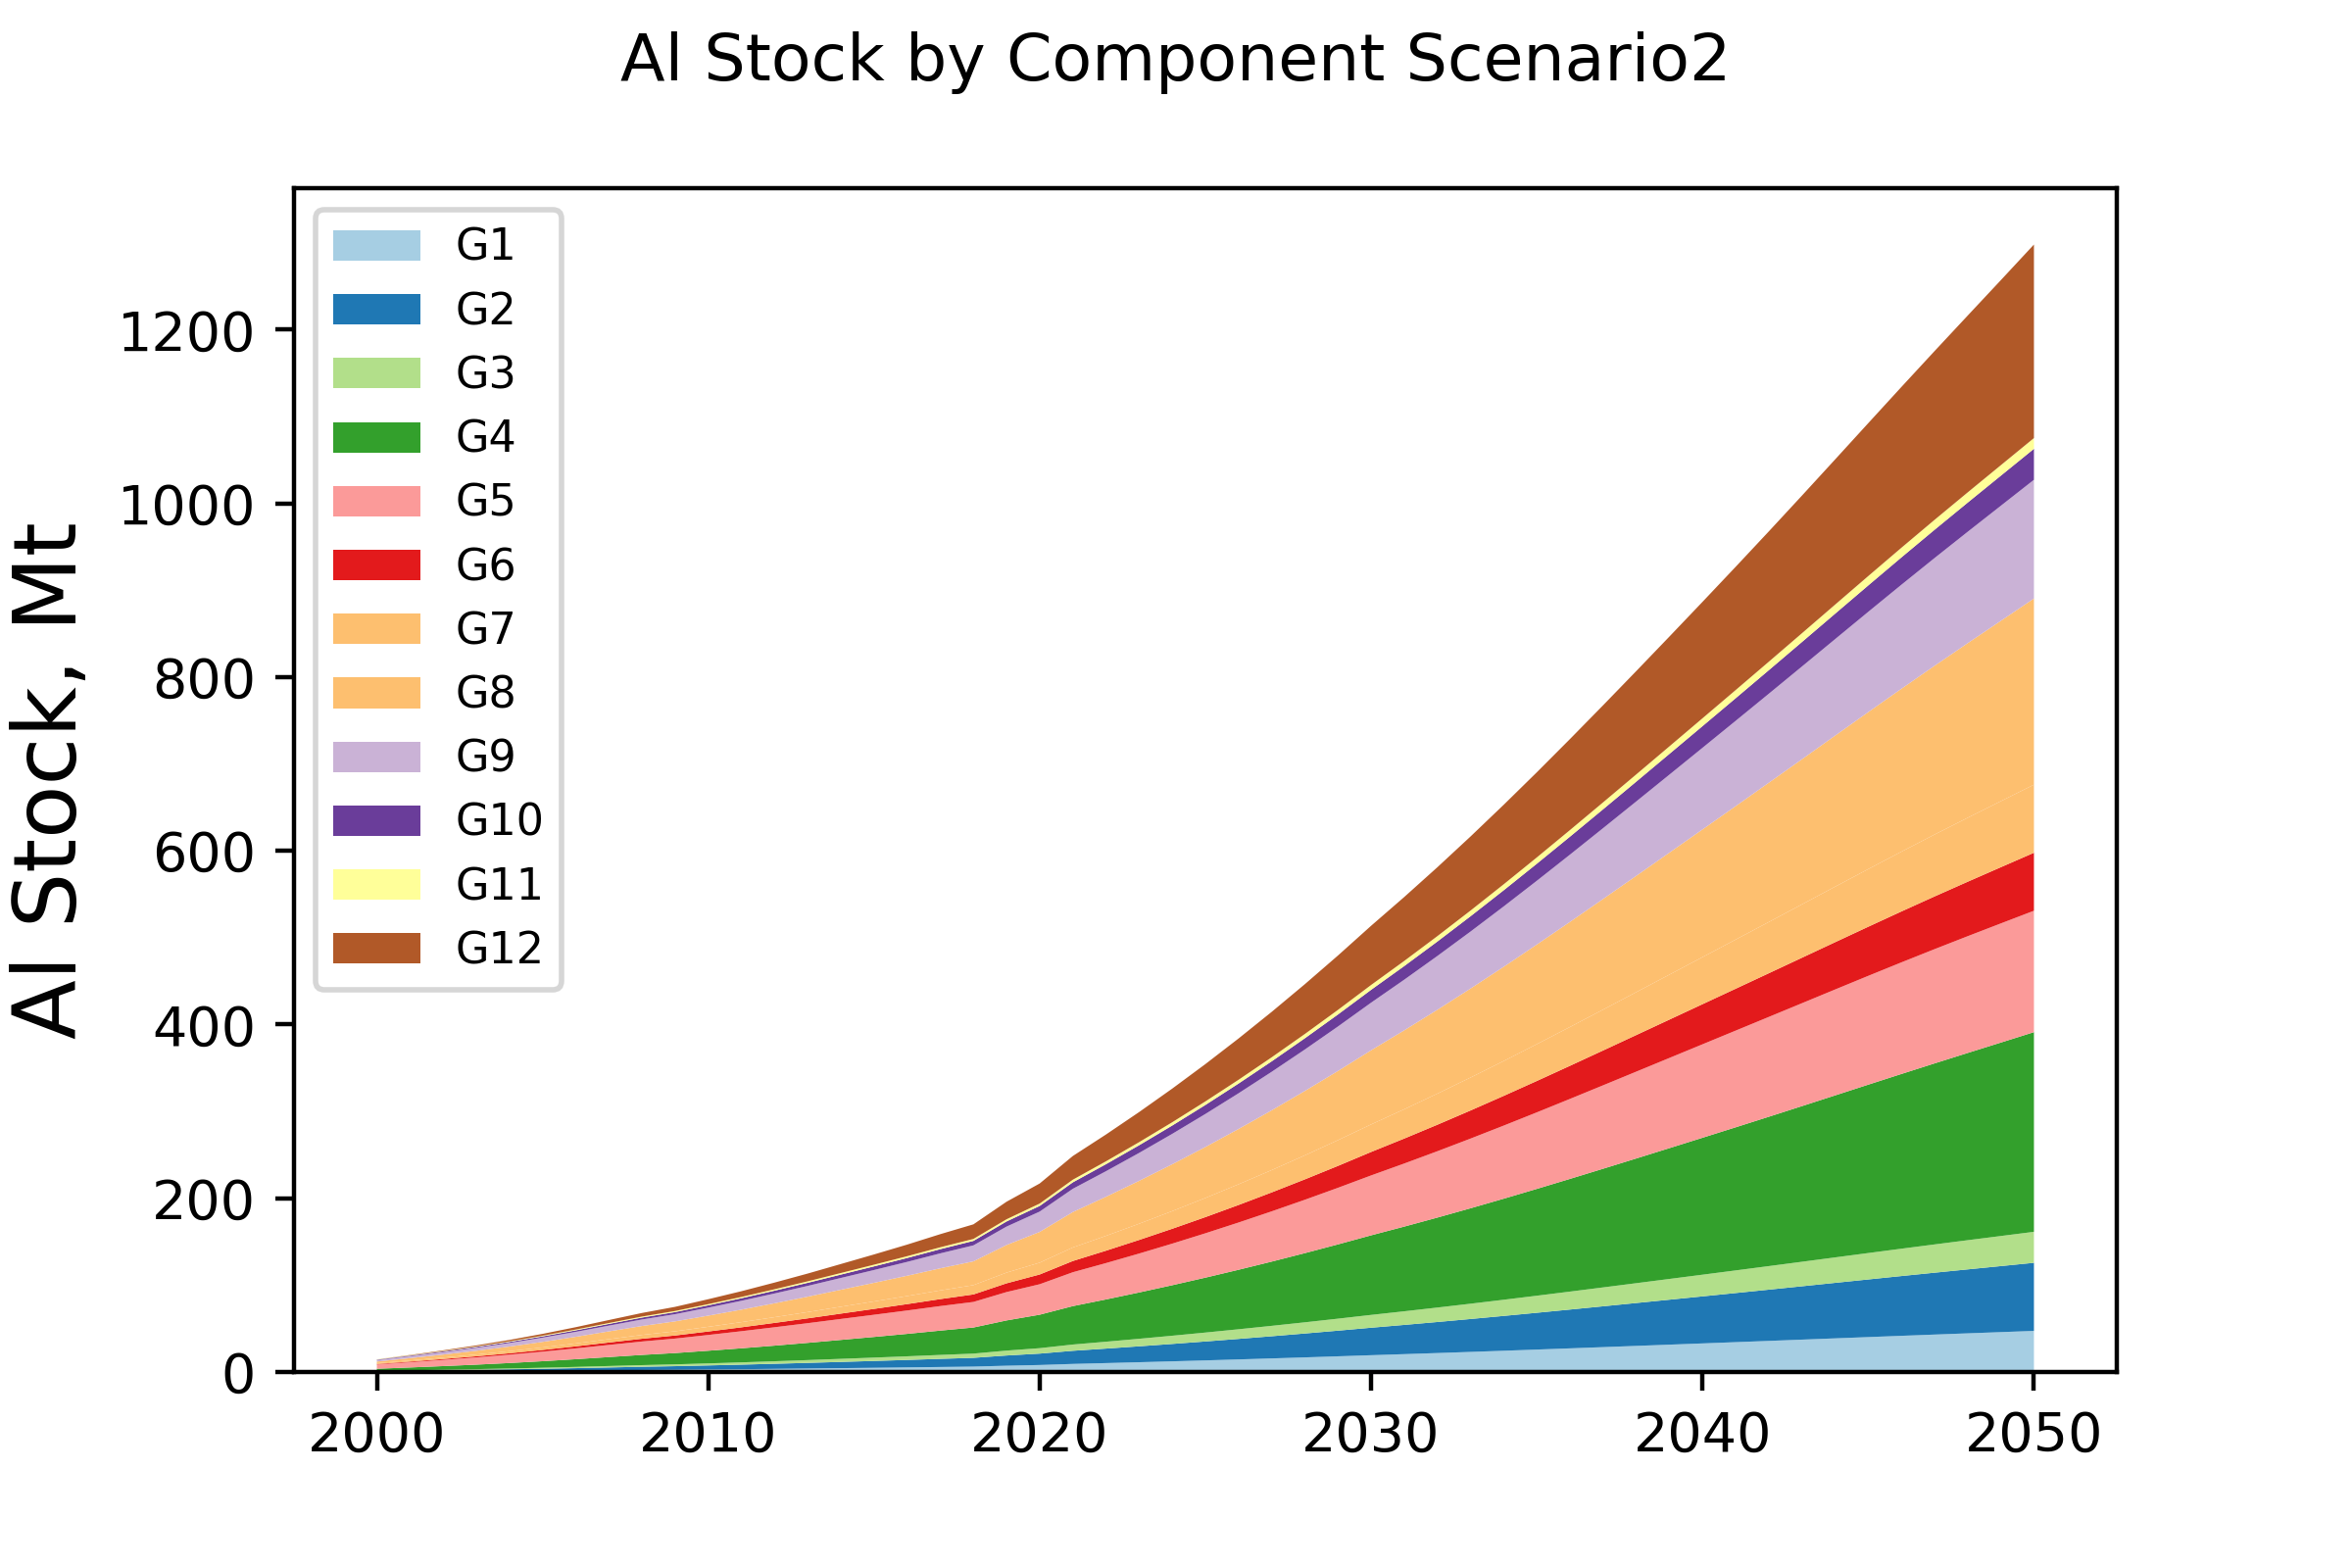 Al Stock by Component Scenario2
Al Stock, Mt
1200
1000
800
600
400
200
0
G1
G2
G3
G4
G5
G6
G7
G8
G9
G10
G11
G12
2000 2010 2020 2030 2040 2050